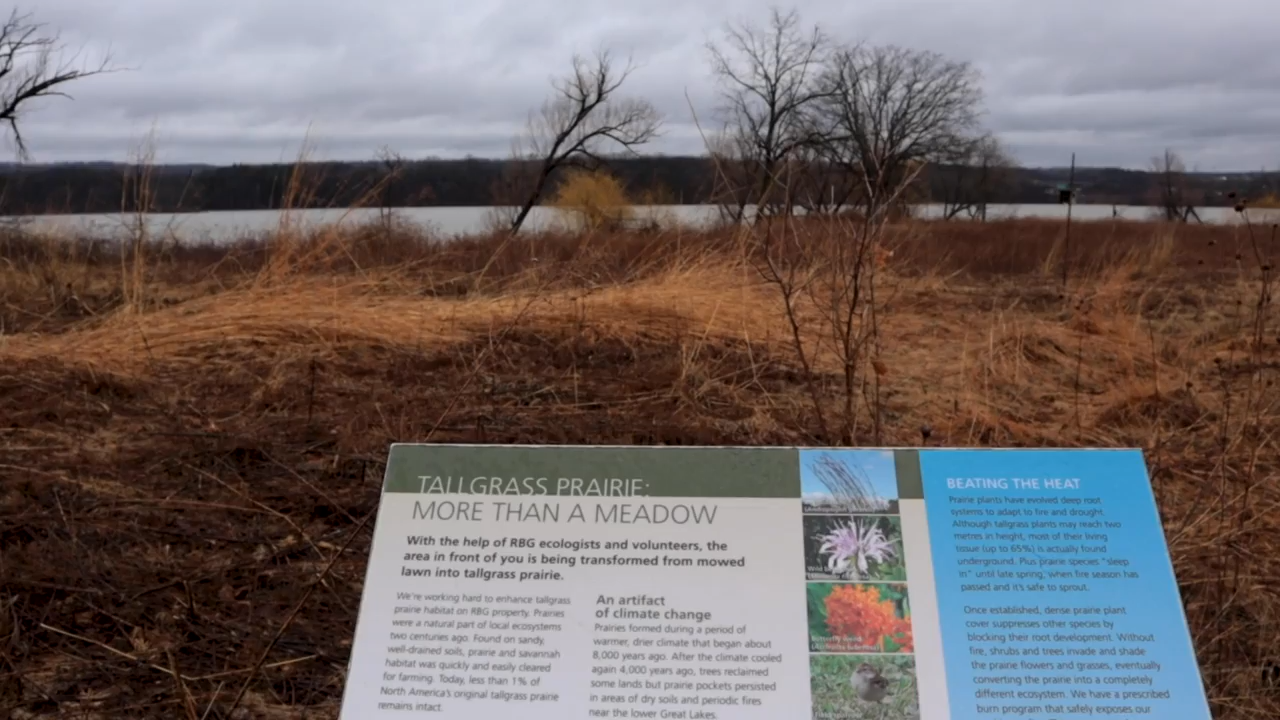 TALLGRASS PRAIRIE:
MORE THAN A MEADOW
With the help of RBG ecologists and volunteers, the
area in front of you is being transformed from mowed
lawn into tallgrass prairie.
We're working hard to enhance tallgrass
prairie habitat on RBG property. Prairies
were a natural part of local ecosystems
two centuries ago. Found on sandy,
well-drained soils, prairie and savannah
habitat was quickly and easily cleared
for farming. Today, less than 1% of
North America's original tallgrass prairie
remains intact.
An artifact
of climate change
Prairies formed during a period of
warmer, drier climate that began about
8,000 years ago. After the climate cooled
again 4,000 years ago, trees reclaimed
some lands but prairie pockets persisted
in areas of dry soils and periodic fires
near the lower Great Lakes.
Butterfly weed
BEATING THE HEAT
Prairie plants have evolved deep root
systems to adapt to fire and drought.
Although tallgrass plants may reach two
metres in height, most of their living
tissue (up to 65%) is actually found
underground. Plus prairie species "sleep
in" until late spring, when fire season has
passed and it's safe to sprout.
Once established, dense prairie plant
cover suppresses other species by
blocking their root development. Without
fire, shrubs and trees invade and shade
the prairie flowers and grasses, eventually
converting the prairie into a completely
different ecosystem. We have a prescribed
burn program that safely exposes our